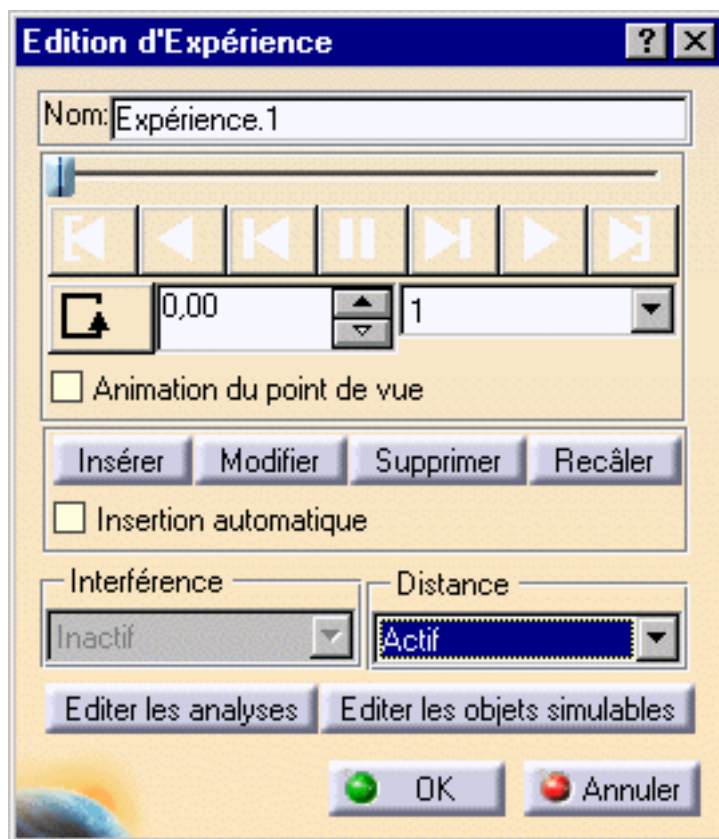 Edition d'Expérience
Nom: Expérience.1
0,00 1
Animation du point de vue
Insérer Modifier Supprimer Recâler
Insertion automatique
Interférence Distance
Inactif Actif
Editer les analyses Editer les objets simulables
OK Annuler